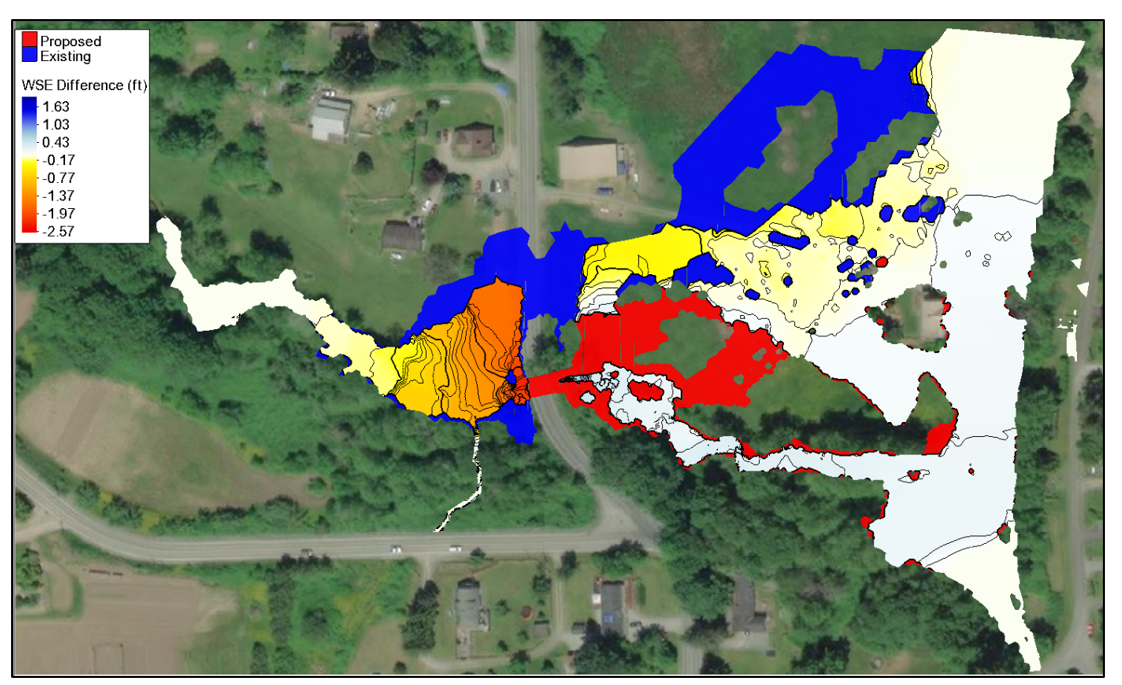 Proposed
Existing
WSE Difference (ft)
1.63
1.03
0.43
-0.17
-0.77
-1.37
-1.97
-2.57